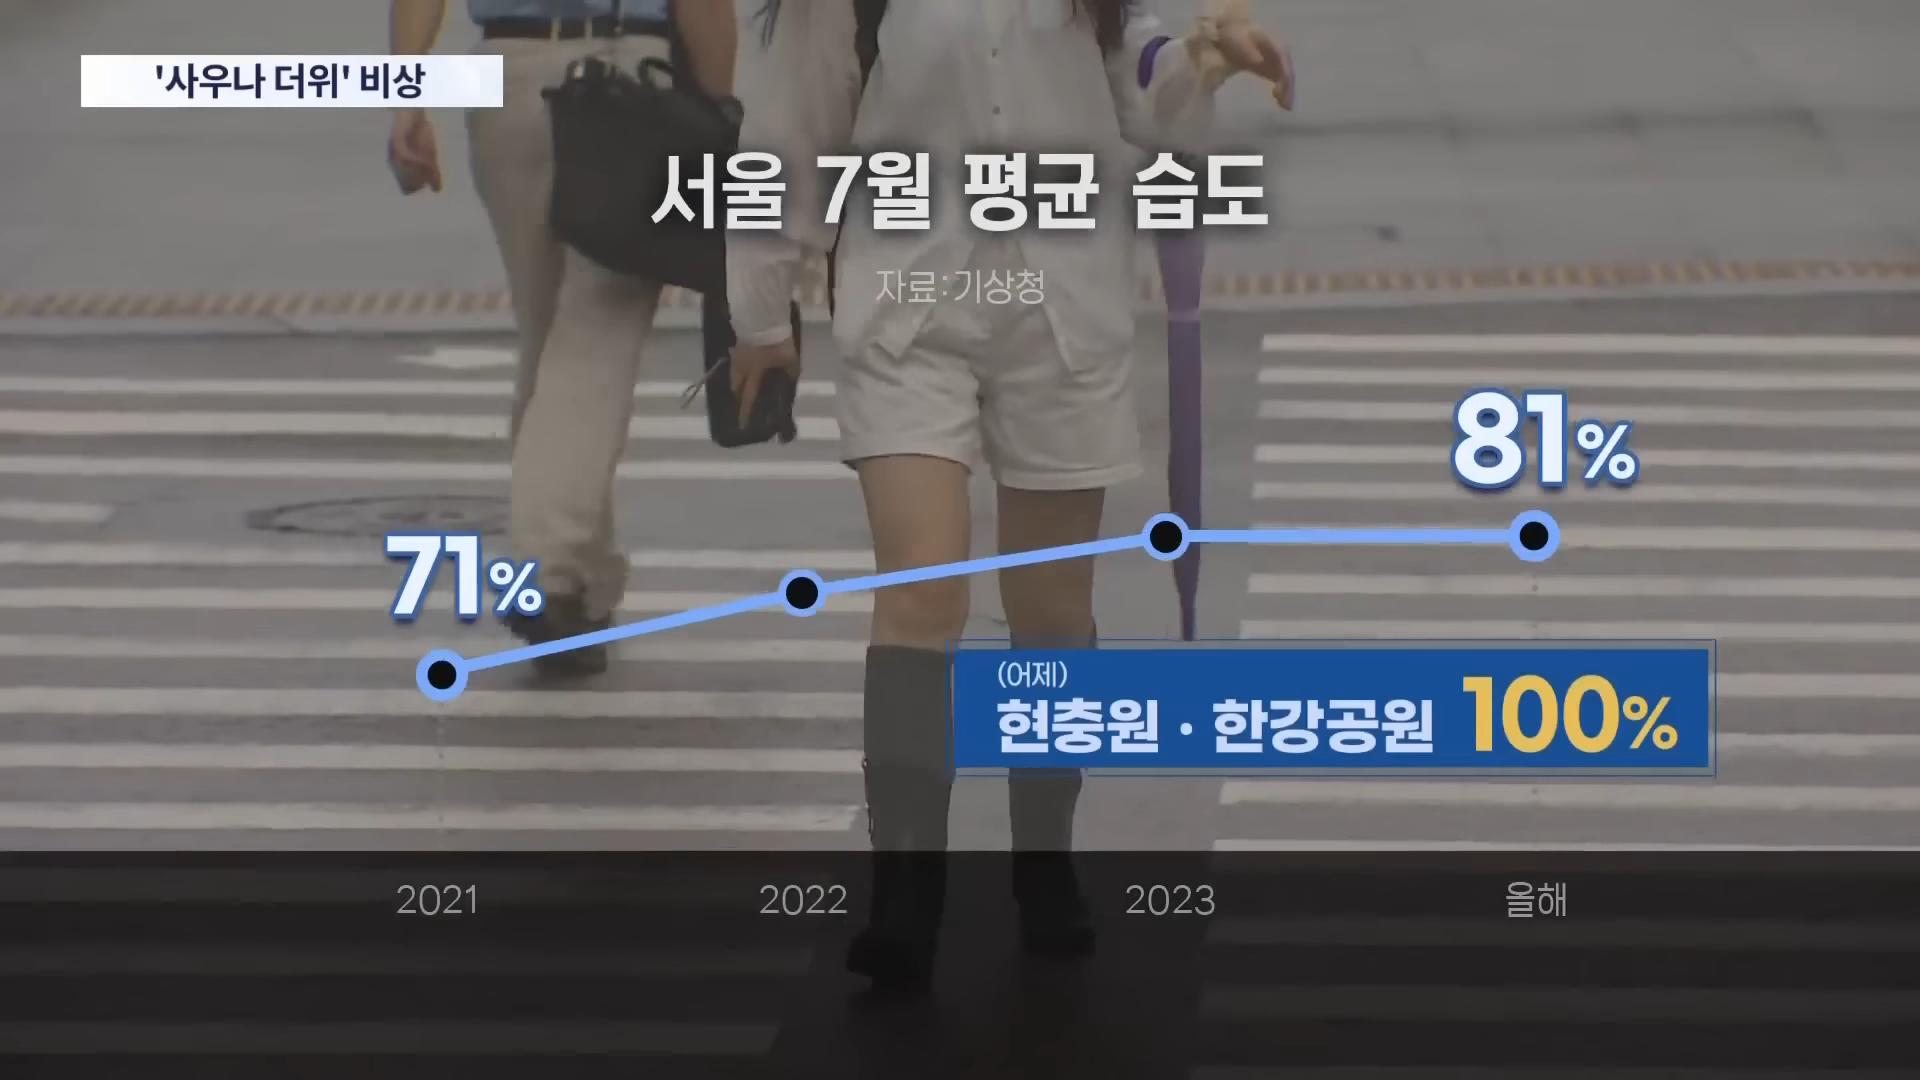 '사우나 더위' 비상
서울 7월 평균 습도
자료:기상청
81%
71%
(어제)
현충원·한강공원 100%
2021 2022 2023 올해